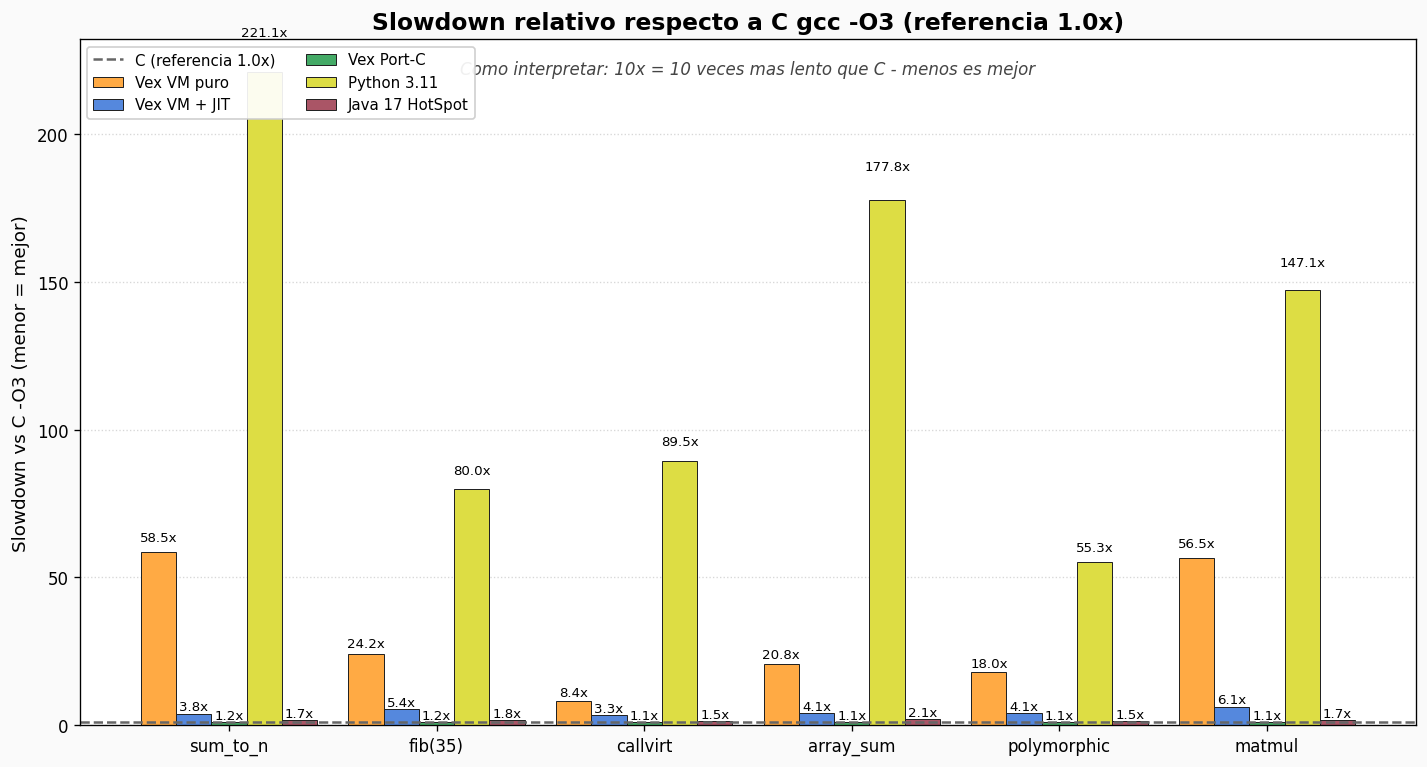 Slowdown relativo respecto a C gcc -O3 (referencia 1.0x)
221.1x
C (referencia 1.0x)
Vex VM puro
Vex VM + JIT
Vex Port-C
Python 3.11
Java 17 HotSpot
Como interpretar: 10x = 10 veces mas lento que C - menos es mejor
Slowdown vs C -O3 (menor = mejor)
200
150
100
50
0
58.5x
3.8x
1.2x
1.7x
24.2x
5.4x
1.2x
80.0x
1.8x
8.4x
3.3x
1.1x
89.5x
1.5x
20.8x
4.1x
1.1x
177.8x
2.1x
18.0x
4.1x
1.1x
55.3x
1.5x
56.5x
6.1x
1.1x
147.1x
1.7x
sum_to_n
fib(35)
callvirt
array_sum
polymorphic
matmul